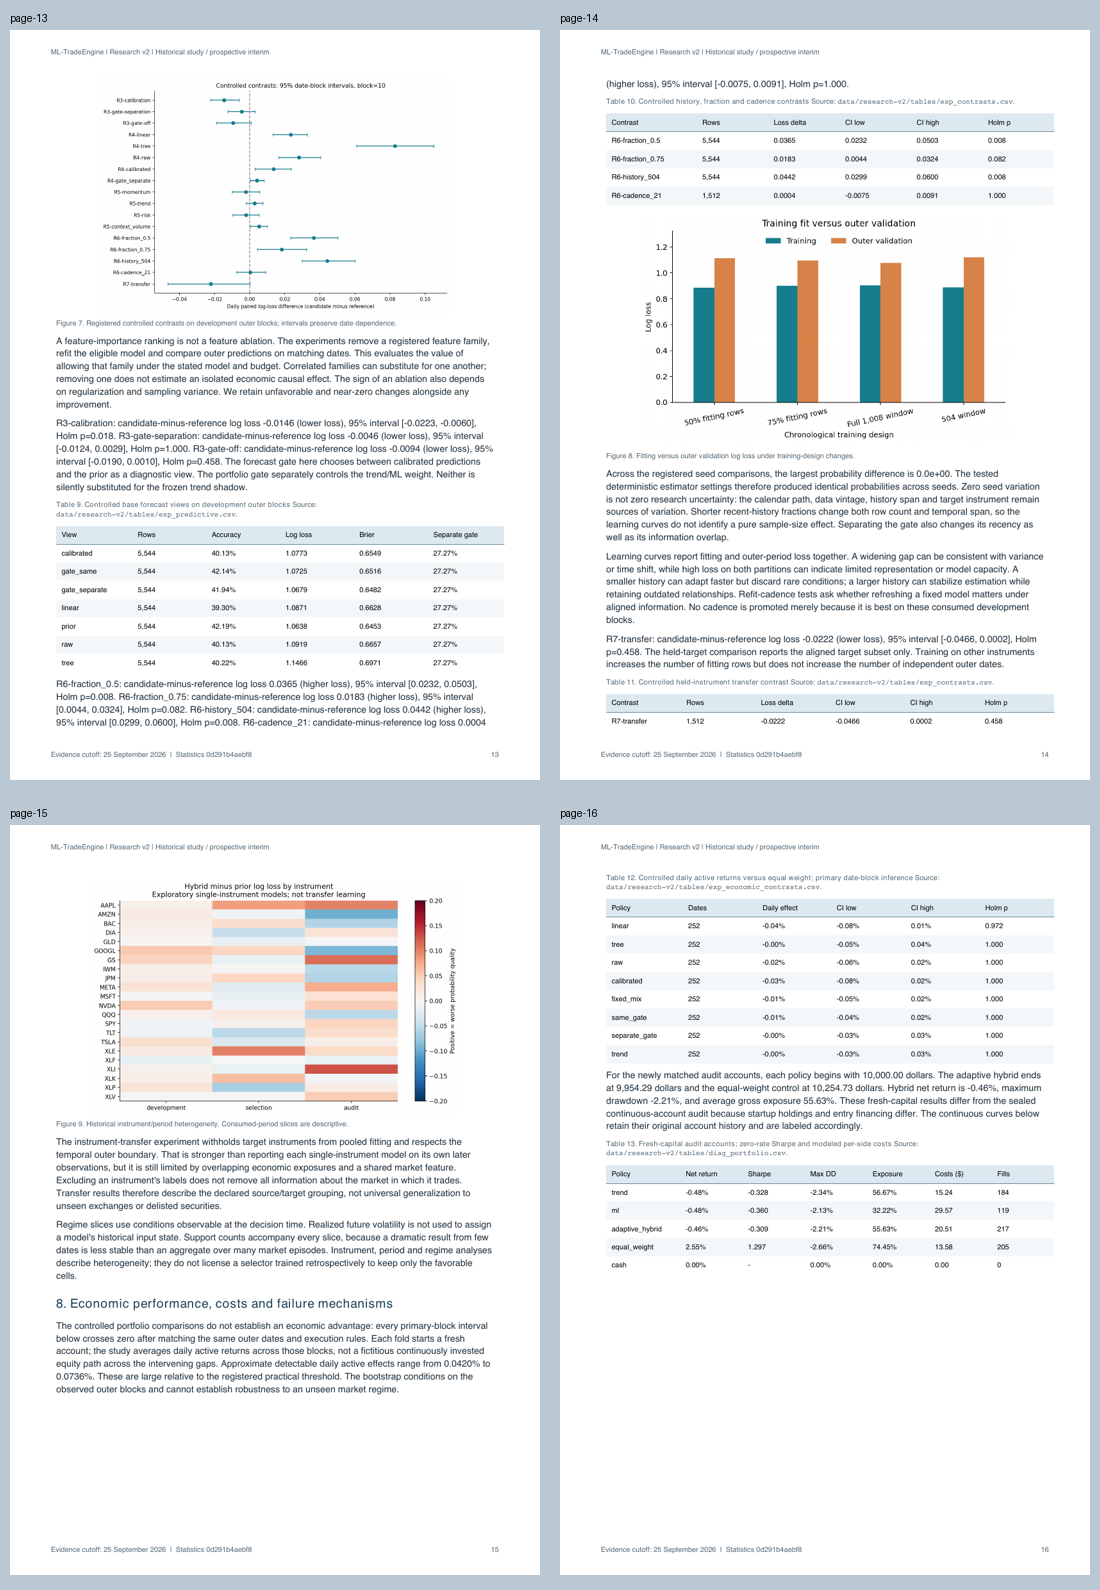 page-13
ML-TradeEngine | Research v2 | Historical study / prospective interim
Controlled contrasts: 95% date-block intervals, block=10
R3-calibration
R3-gate-separation
R3-gate-off
R4-linear
R4-tree
R4-raw
R4-calibrated
R4-gate_separate
R5-momentum
R5-trend
R5-risk
R5-context_volume
R6-fraction_0.5
R6-fraction_0.75
R6-history_504
R6-cadence_21
R7-transfer
−0.04 −0.02 0.00 0.02 0.04 0.06 0.08 0.10
Daily paired log-loss difference (candidate minus reference)
Figure 7. Registered controlled contrasts on development outer blocks; intervals preserve date dependence.
A feature-importance ranking is not a feature ablation. The experiments remove a registered feature family,
refit the eligible model and compare outer predictions on matching dates. This evaluates the value of
allowing that family under the stated model and budget. Correlated families can substitute for one another;
removing one does not estimate an isolated economic causal effect. The sign of an ablation also depends
on regularization and sampling variance. We retain unfavorable and near-zero changes alongside any
improvement.
R3-calibration: candidate-minus-reference log loss -0.0146 (lower loss), 95% interval [-0.0223, -0.0060],
Holm p=0.018. R3-gate-separation: candidate-minus-reference log loss -0.0046 (lower loss), 95% interval
[-0.0124, 0.0029], Holm p=1.000. R3-gate-off: candidate-minus-reference log loss -0.0094 (lower loss), 95%
interval [-0.0190, 0.0010], Holm p=0.458. The forecast gate here chooses between calibrated predictions
and the prior as a diagnostic view. The portfolio gate separately controls the trend/ML weight. Neither is
silently substituted for the frozen trend shadow.
Table 9. Controlled base forecast views on development outer blocks Source:
data/research-v2/tables/exp_predictive.csv.
View Rows Accuracy Log loss Brier Separate gate
calibrated 5,544 40.13% 1.0773 0.6549 27.27%
gate_same 5,544 42.14% 1.0725 0.6516 27.27%
gate_separate 5,544 41.94% 1.0679 0.6482 27.27%
linear 5,544 39.30% 1.0871 0.6628 27.27%
prior 5,544 42.19% 1.0638 0.6453 27.27%
raw 5,544 40.13% 1.0919 0.6657 27.27%
tree 5,544 40.22% 1.1466 0.6971 27.27%
R6-fraction_0.5: candidate-minus-reference log loss 0.0365 (higher loss), 95% interval [0.0232, 0.0503],
Holm p=0.008. R6-fraction_0.75: candidate-minus-reference log loss 0.0183 (higher loss), 95% interval
[0.0044, 0.0324], Holm p=0.082. R6-history_504: candidate-minus-reference log loss 0.0442 (higher loss),
95% interval [0.0299, 0.0600], Holm p=0.008. R6-cadence_21: candidate-minus-reference log loss 0.0004
Evidence cutoff: 25 September 2026 | Statistics 0d291b4aebf8 13
page-14
ML-TradeEngine | Research v2 | Historical study / prospective interim
(higher loss), 95% interval [-0.0075, 0.0091], Holm p=1.000.
Table 10. Controlled history, fraction and cadence contrasts Source: data/research-v2/tables/exp_contrasts.csv.
Contrast Rows Loss delta CI low CI high Holm p
R6-fraction_0.5 5,544 0.0365 0.0232 0.0503 0.008
R6-fraction_0.75 5,544 0.0183 0.0044 0.0324 0.082
R6-history_504 5,544 0.0442 0.0299 0.0600 0.008
R6-cadence_21 1,512 0.0004 -0.0075 0.0091 1.000
Training fit versus outer validation
Training Outer validation
1.2
1.0
0.8
0.6
0.4
0.2
0.0
Log loss
50% fitting rows 75% fitting rows Full 1,008 window 504 window
Chronological training design
Figure 8. Fitting versus outer validation log loss under training-design changes.
Across the registered seed comparisons, the largest probability difference is 0.0e+00. The tested
deterministic estimator settings therefore produced identical probabilities across seeds. Zero seed variation
is not zero research uncertainty: the calendar path, data vintage, history span and target instrument remain
sources of variation. Shorter recent-history fractions change both row count and temporal span, so the
learning curves do not identify a pure sample-size effect. Separating the gate also changes its recency as
well as its information overlap.
Learning curves report fitting and outer-period loss together. A widening gap can be consistent with variance
or time shift, while high loss on both partitions can indicate limited representation or model capacity. A
smaller history can adapt faster but discard rare conditions; a larger history can stabilize estimation while
retaining outdated relationships. Refit-cadence tests ask whether refreshing a fixed model matters under
aligned information. No cadence is promoted merely because it is best on these consumed development
blocks.
R7-transfer: candidate-minus-reference log loss -0.0222 (lower loss), 95% interval [-0.0466, 0.0002], Holm
p=0.458. The held-target comparison reports the aligned target subset only. Training on other instruments
increases the number of fitting rows but does not increase the number of independent outer dates.
Table 11. Controlled held-instrument transfer contrast Source: data/research-v2/tables/exp_contrasts.csv.
Contrast Rows Loss delta CI low CI high Holm p
R7-transfer 1,512 -0.0222 -0.0466 0.0002 0.458
Evidence cutoff: 25 September 2026 | Statistics 0d291b4aebf8 14
page-15
ML-TradeEngine | Research v2 | Historical study / prospective interim
Hybrid minus prior log loss by instrument
Exploratory single-instrument models; not transfer learning
AAPL
AMZN
BAC
DIA
GLD
GOOGL
GS
IWM
JPM
META
MSFT
NVDA
QQQ
SPY
TLT
TSLA
XLE
XLF
XLI
XLK
XLP
XLV
development selection audit
0.20
0.15
0.10
0.05
0.00
−0.05
−0.10
−0.15
−0.20
Positive = worse probability quality
Figure 9. Historical instrument/period heterogeneity. Consumed-period slices are descriptive.
The instrument-transfer experiment withholds target instruments from pooled fitting and respects the
temporal outer boundary. That is stronger than reporting each single-instrument model on its own later
observations, but it is still limited by overlapping economic exposures and a shared market feature.
Excluding an instrument's labels does not remove all information about the market in which it trades.
Transfer results therefore describe the declared source/target grouping, not universal generalization to
unseen exchanges or delisted securities.
Regime slices use conditions observable at the decision time. Realized future volatility is not used to assign
a model's historical input state. Support counts accompany every slice, because a dramatic result from few
dates is less stable than an aggregate over many market episodes. Instrument, period and regime analyses
describe heterogeneity; they do not license a selector trained retrospectively to keep only the favorable
cells.
8. Economic performance, costs and failure mechanisms
The controlled portfolio comparisons do not establish an economic advantage: every primary-block interval
below crosses zero after matching the same outer dates and execution rules. Each fold starts a fresh
account; the study averages daily active returns across those blocks, not a fictitious continuously invested
equity path across the intervening gaps. Approximate detectable daily active effects range from 0.0420% to
0.0736%. These are large relative to the registered practical threshold. The bootstrap conditions on the
observed outer blocks and cannot establish robustness to an unseen market regime.
Evidence cutoff: 25 September 2026 | Statistics 0d291b4aebf8 15
page-16
ML-TradeEngine | Research v2 | Historical study / prospective interim
Table 12. Controlled daily active returns versus equal weight; primary date-block inference Source:
data/research-v2/tables/exp_economic_contrasts.csv.
Policy Dates Daily effect CI low CI high Holm p
linear 252 -0.04% -0.08% 0.01% 0.972
tree 252 -0.00% -0.05% 0.04% 1.000
raw 252 -0.02% -0.06% 0.02% 1.000
calibrated 252 -0.03% -0.08% 0.02% 1.000
fixed_mix 252 -0.01% -0.05% 0.02% 1.000
same_gate 252 -0.01% -0.04% 0.02% 1.000
separate_gate 252 -0.00% -0.03% 0.03% 1.000
trend 252 -0.00% -0.03% 0.03% 1.000
For the newly matched audit accounts, each policy begins with 10,000.00 dollars. The adaptive hybrid ends
at 9,954.29 dollars and the equal-weight control at 10,254.73 dollars. Hybrid net return is -0.46%, maximum
drawdown -2.21%, and average gross exposure 55.63%. These fresh-capital results differ from the sealed
continuous-account audit because startup holdings and entry financing differ. The continuous curves below
retain their original account history and are labeled accordingly.
Table 13. Fresh-capital audit accounts; zero-rate Sharpe and modeled per-side costs Source:
data/research-v2/tables/diag_portfolio.csv.
Policy Net return Sharpe Max DD Exposure Costs ($) Fills
trend -0.48% -0.328 -2.34% 56.67% 15.24 184
ml -0.48% -0.360 -2.13% 32.22% 29.57 119
adaptive_hybrid -0.46% -0.309 -2.21% 55.63% 20.51 217
equal_weight 2.55% 1.297 -2.66% 74.45% 13.58 205
cash 0.00% - 0.00% 0.00% 0.00 0
Evidence cutoff: 25 September 2026 | Statistics 0d291b4aebf8 16